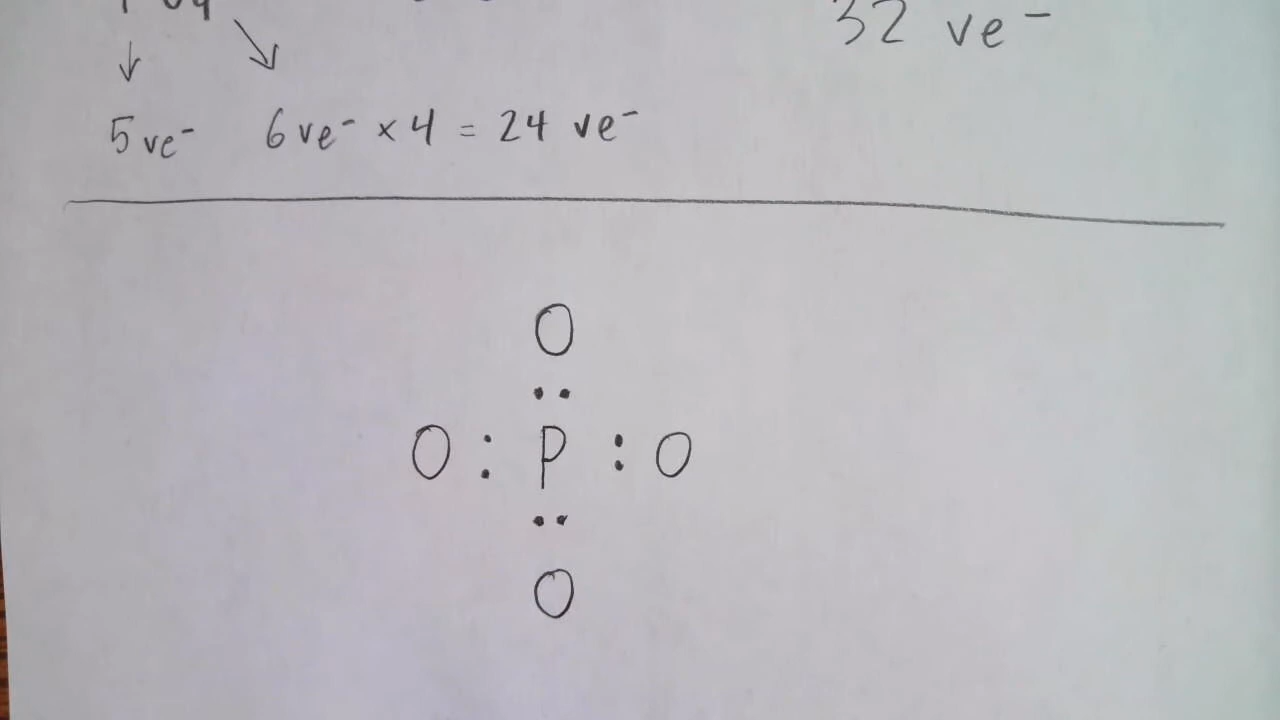 32 ve⁻
5 ve⁻ 6 ve⁻ × 4 = 24 ve⁻
O
O : P : O
O